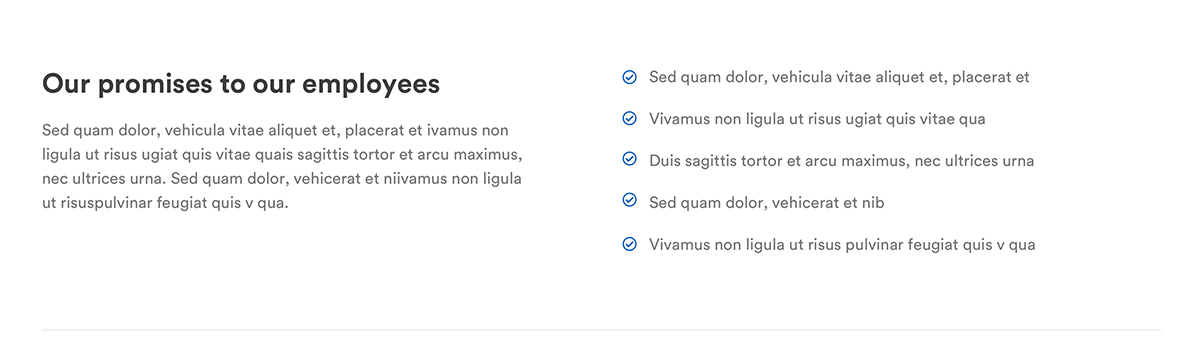 Our promises to our employees
Sed quam dolor, vehicula vitae aliquet et, placerat et ivamus non
ligula ut risus ugiat quis vitae quais sagittis tortor et arcu maximus,
nec ultrices urna. Sed quam dolor, vehicerat et niivamus non ligula
ut risuspulvinar feugiat quis v qua.
Sed quam dolor, vehicula vitae aliquet et, placerat et
Vivamus non ligula ut risus ugiat quis vitae qua
Duis sagittis tortor et arcu maximus, nec ultrices urna
Sed quam dolor, vehicerat et nib
Vivamus non ligula ut risus pulvinar feugiat quis v qua